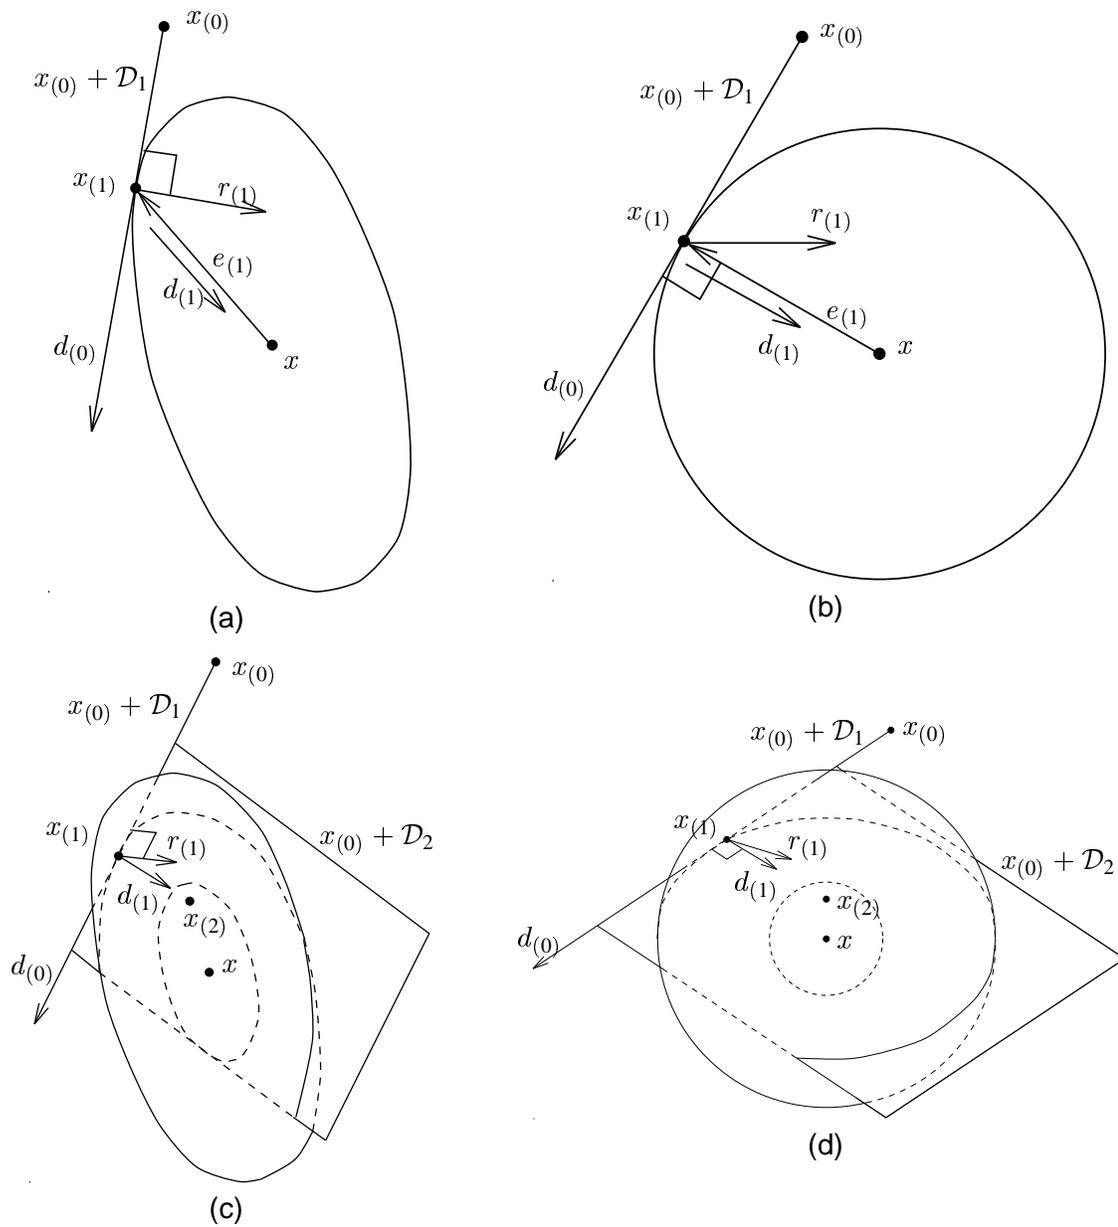 x(0)
x(0) + D1
x(1)
r(1)
e(1)
d(1)
d(0)
x
(a)
x(0)
x(0) + D1
x(1)
r(1)
e(1)
d(1)
x
d(0)
(b)
x(0)
x(0) + D1
x(1)
r(1)
x(0) + D2
d(1)
x(2)
x
d(0)
(c)
x(0) + D1
x(0)
x(1)
r(1)
x(0) + D2
d(1)
x(2)
x
d(0)
(d)